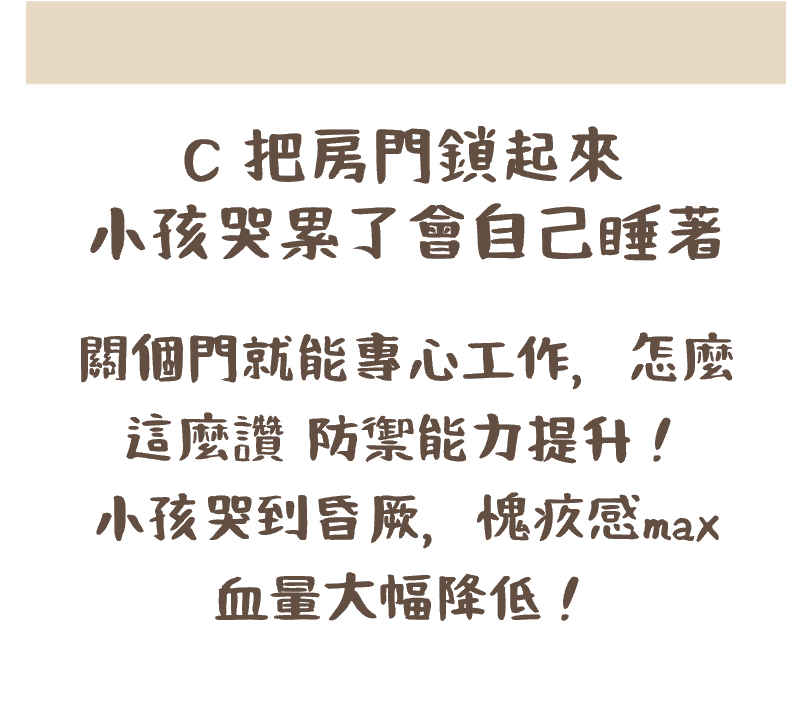 C 把房門鎖起來
小孩哭累了會自己睡著
關個門就能專心工作, 怎麼
這麼讚 防禦能力提升！
小孩哭到昏厥, 愧疚感max
血量大幅降低！